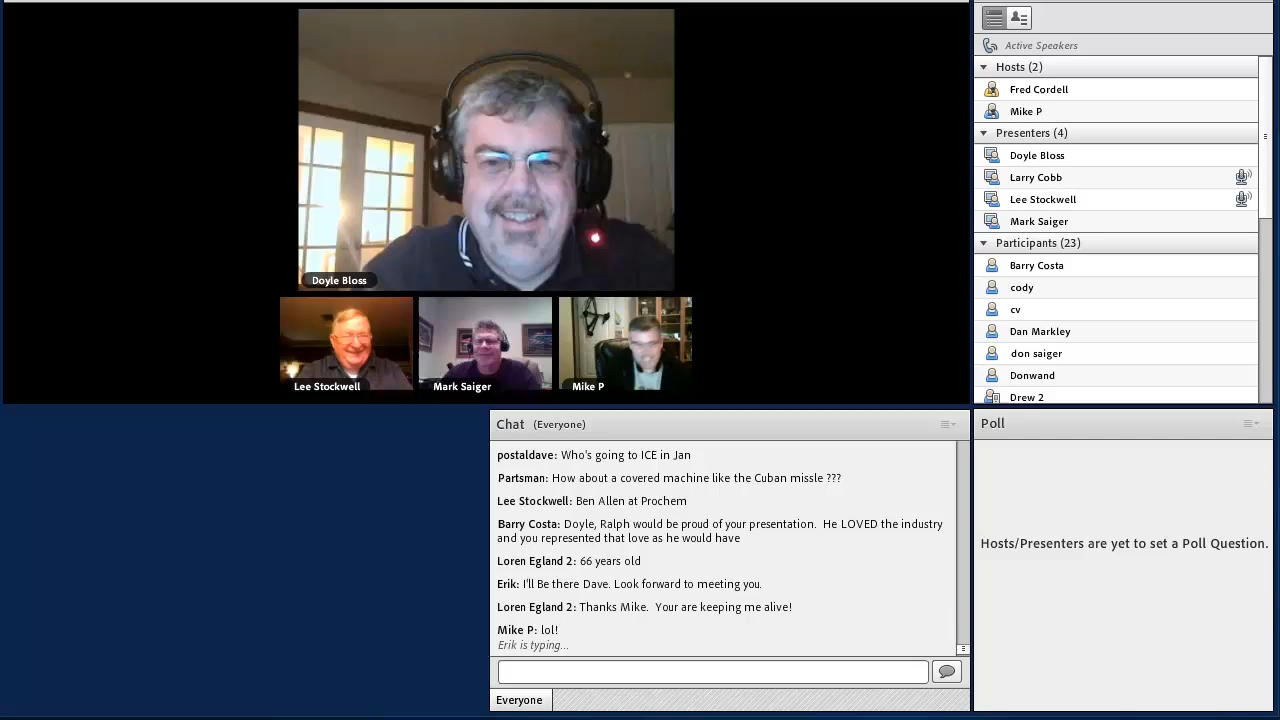 Doyle Bloss
Lee Stockwell
Mark Saiger
Mike P
Active Speakers
Hosts (2)
Fred Cordell
Mike P
Presenters (4)
Doyle Bloss
Larry Cobb
Lee Stockwell
Mark Saiger
Participants (23)
Barry Costa
cody
cv
Dan Markley
don saiger
Donwand
Drew 2
Chat (Everyone)
postaldave: Who's going to ICE in Jan
Partsman: How about a covered machine like the Cuban missle ???
Lee Stockwell: Ben Allen at Prochem
Barry Costa: Doyle, Ralph would be proud of your presentation. He LOVED the industry
and you represented that love as he would have
Loren Egland 2: 66 years old
Erik: I'll Be there Dave. Look forward to meeting you.
Loren Egland 2: Thanks Mike. Your are keeping me alive!
Mike P: lol!
Erik is typing...
Everyone
Poll
Hosts/Presenters are yet to set a Poll Question.